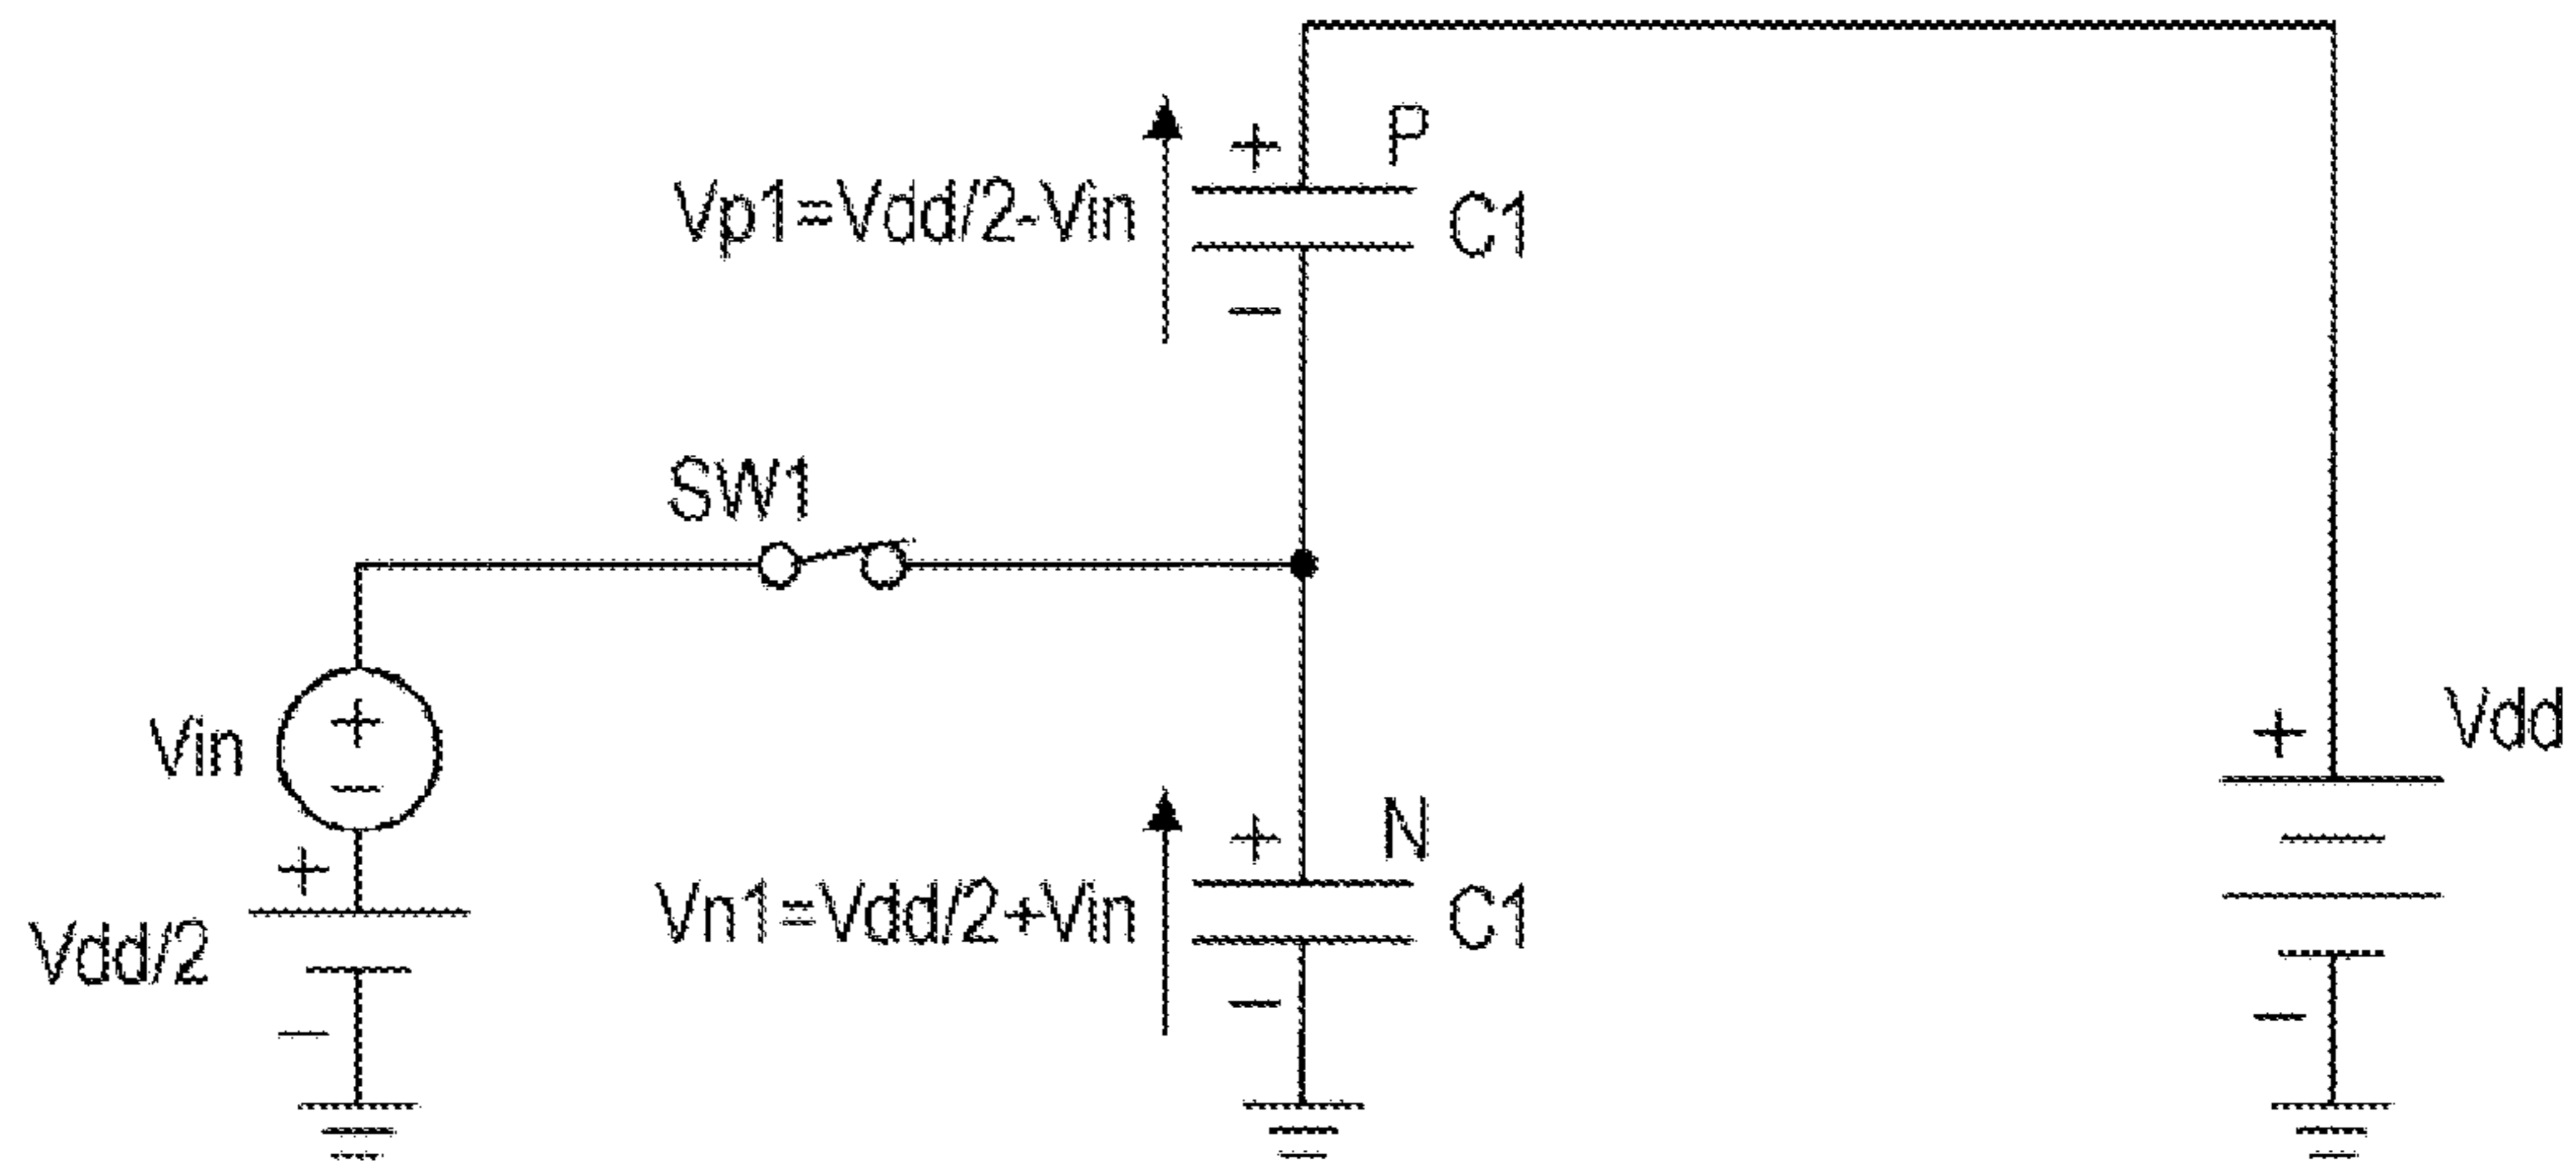 P
Vp1=Vdd/2-Vin
C1
SW1
Vin
Vdd
N
Vdd/2
Vn1=Vdd/2+Vin
C1